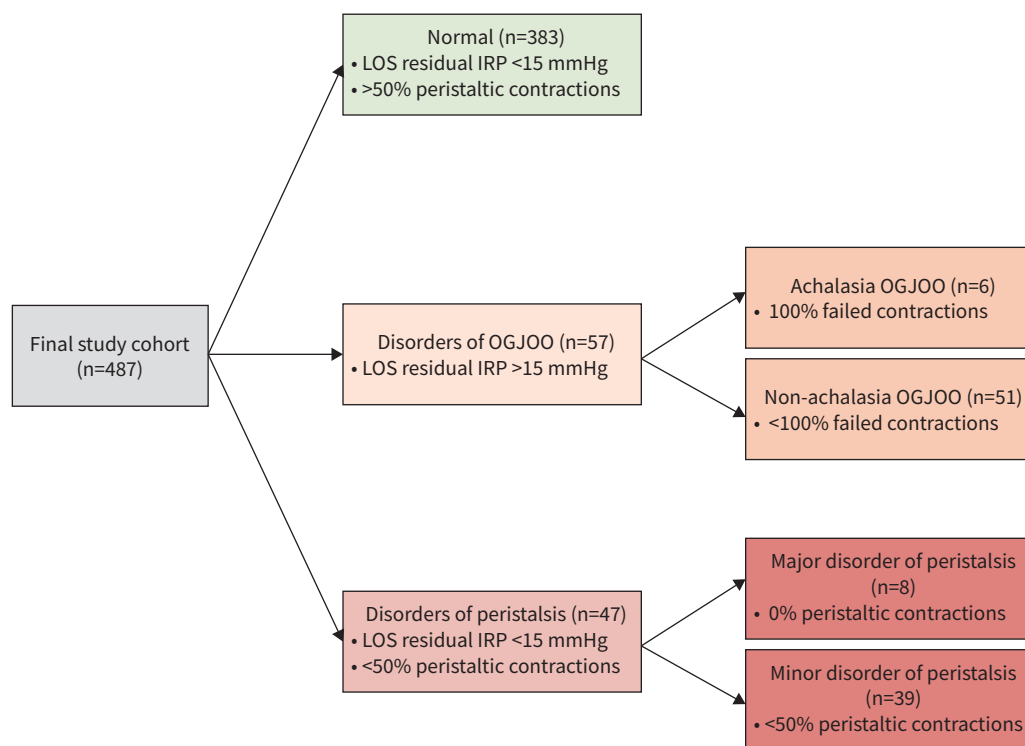 Final study cohort
(n=487)
Normal (n=383)
• LOS residual IRP <15 mmHg
• >50% peristaltic contractions
Disorders of OGJOO (n=57)
• LOS residual IRP >15 mmHg
Achalasia OGJOO (n=6)
• 100% failed contractions
Non-achalasia OGJOO (n=51)
• <100% failed contractions
Disorders of peristalsis (n=47)
• LOS residual IRP <15 mmHg
• <50% peristaltic contractions
Major disorder of peristalsis
(n=8)
• 0% peristaltic contractions
Minor disorder of peristalsis
(n=39)
• <50% peristaltic contractions